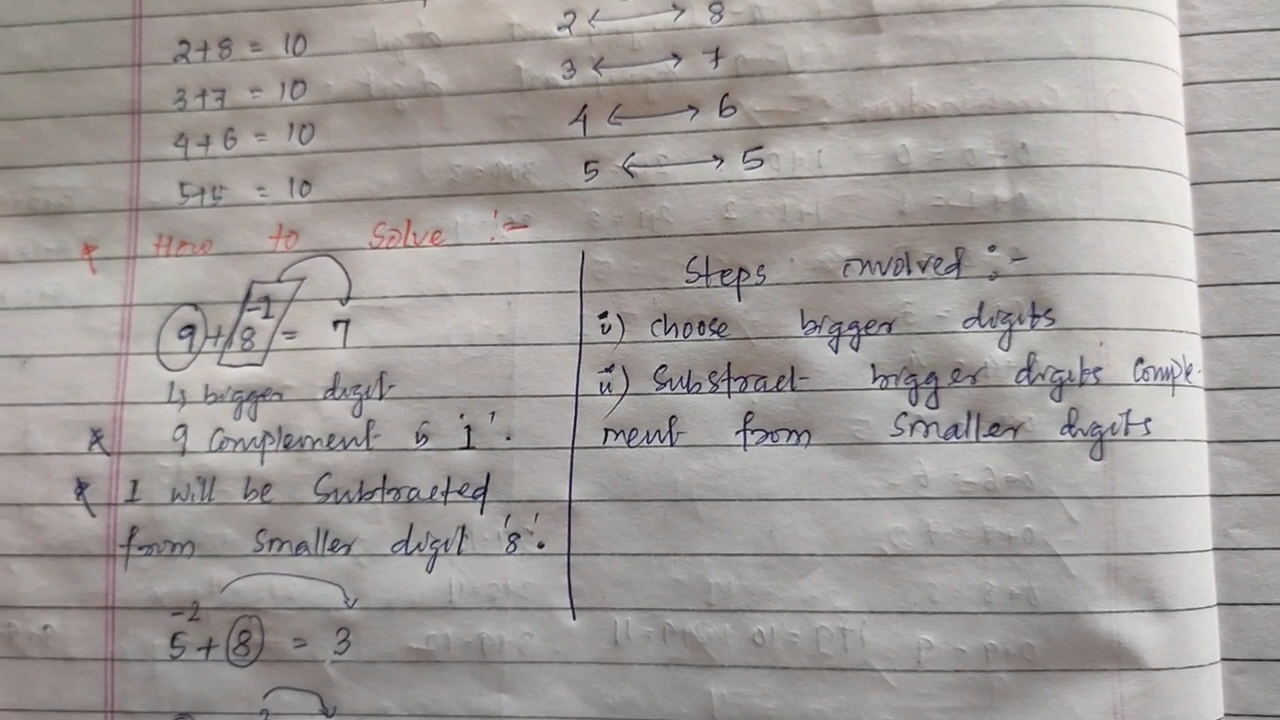 2+8 = 10
3+7 = 10
4+6 = 10
5+5 = 10
2 ↔ 8
3 ↔ 7
4 ↔ 6
5 ↔ 5
* How to Solve :-
-1
9+8 = 7
↳ bigger digit
* 9 Complement is '1'.
* 1 will be Subtracted
from Smaller digit '8'.
-2
5+8 = 3
Steps involved :-
i) choose bigger digits
ii) Substract bigger digits Comple-
ment from Smaller digits